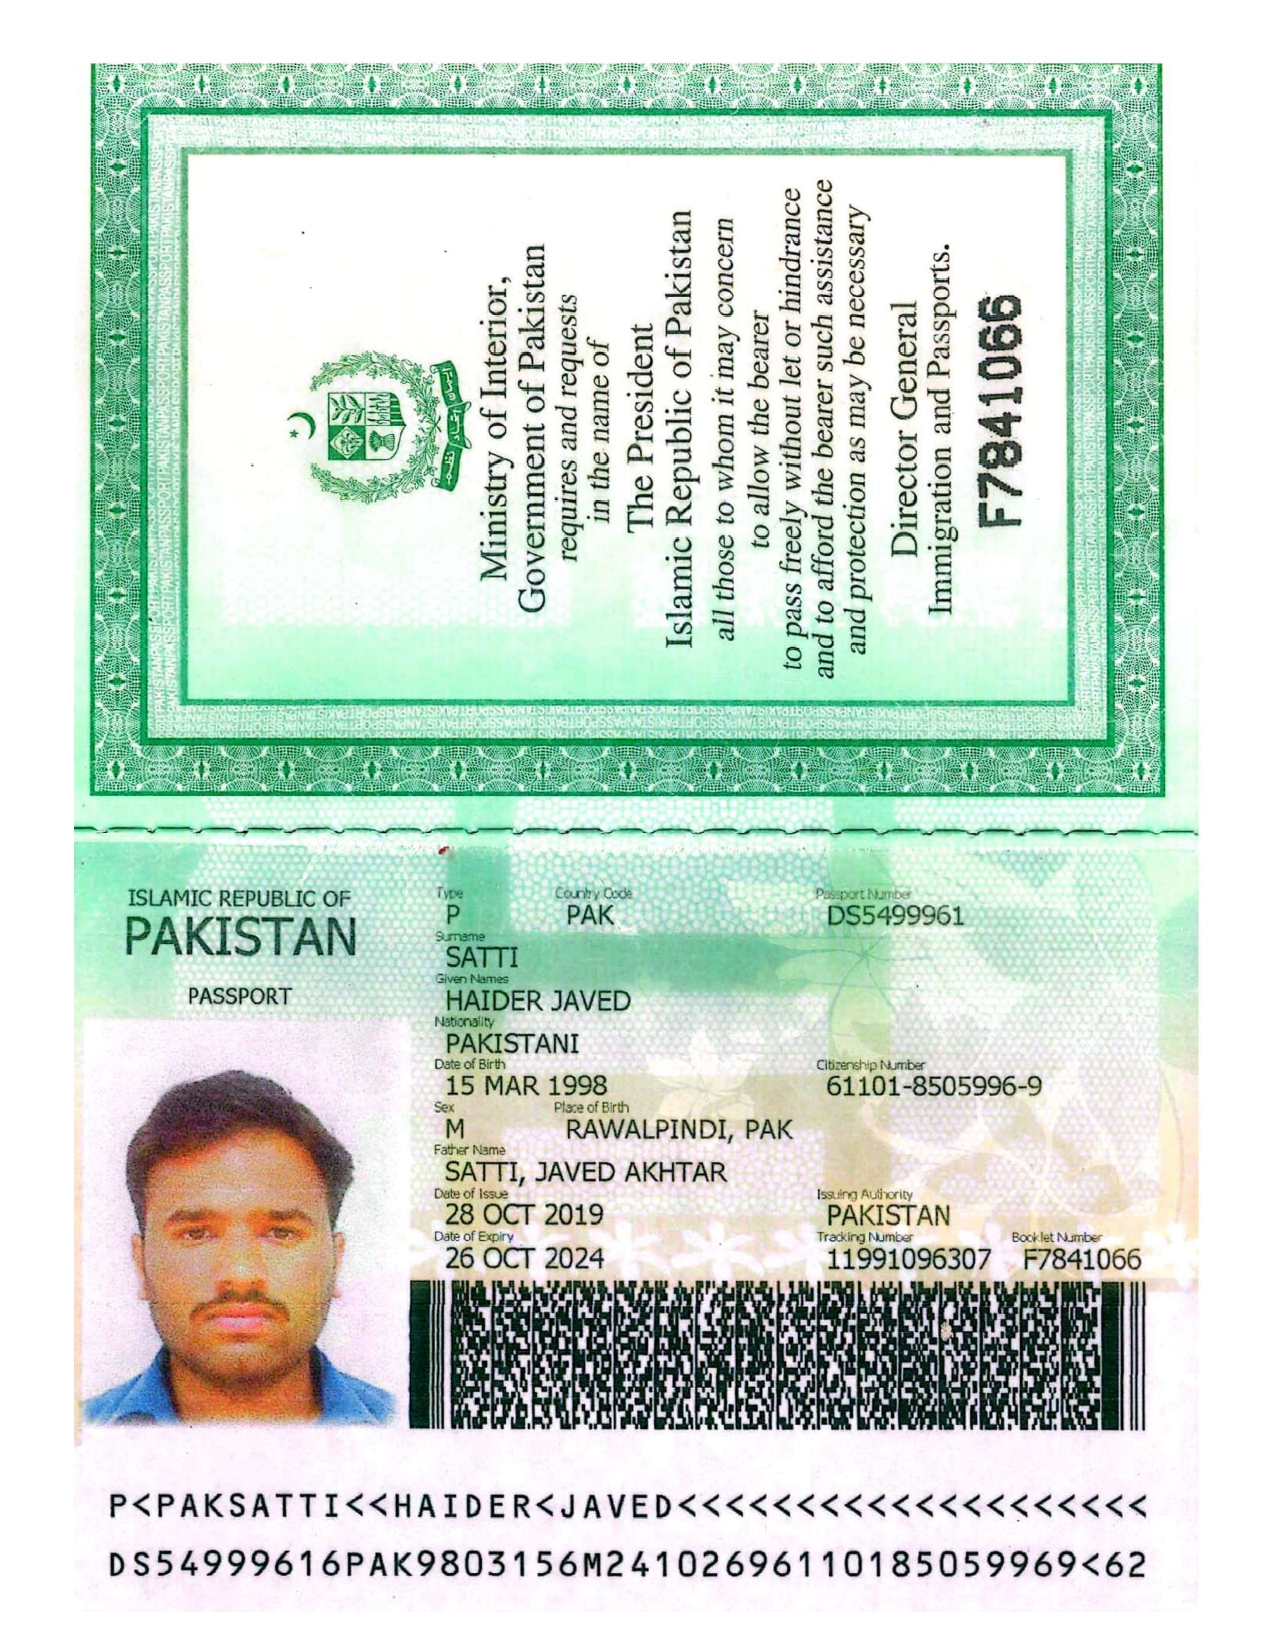 Ministry of Interior,
Government of Pakistan
requires and requests
in the name of
The President
Islamic Republic of Pakistan
all those to whom it may concern
to allow the bearer
to pass freely without let or hindrance
and to afford the bearer such assistance
and protection as may be necessary
Director General
Immigration and Passports.
F7841066
ISLAMIC REPUBLIC OF
PAKISTAN
PASSPORT
Type Country Code Passport Number
P PAK DS5499961
Surname
SATTI
Given Names
HAIDER JAVED
Nationality
PAKISTANI
Date of Birth Citizenship Number
15 MAR 1998 61101-8505996-9
Sex Place of Birth
M RAWALPINDI, PAK
Father Name
SATTI, JAVED AKHTAR
Date of Issue Issuing Authority
28 OCT 2019 PAKISTAN
Date of Expiry Tracking Number Booklet Number
26 OCT 2024 11991096307 F7841066
P<PAKSATTI<<HAIDER<JAVED<<<<<<<<<<<<<<<<<<<<
DS54999616PAK9803156M24102696110185059969<62